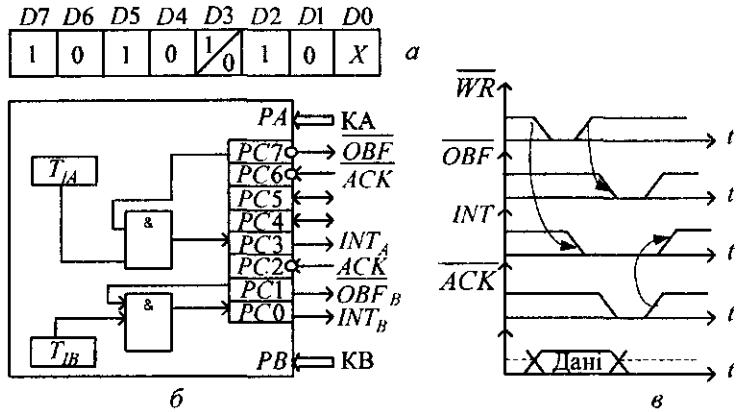 D7 D6 D5 D4 D3 D2 D1 D0
1 0 1 0 1/0 1 0 X а
PA KA
PC7 OBF
PC6 ACK
PC5
PC4
PC3 INT_A
PC2 ACK
PC1 OBF_B
PC0 INT_B
T_IA
&
&
T_IB
PB KB
б
WR
t
OBF
t
INT
t
ACK
t
Дані
t
в